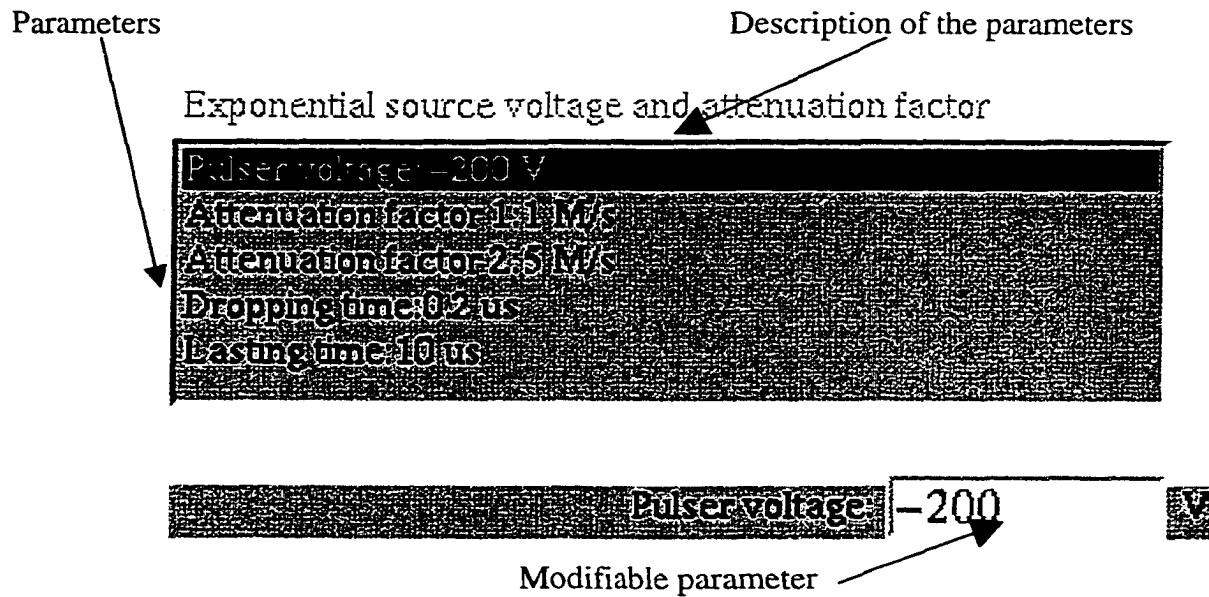 Parameters
Description of the parameters
Exponential source voltage and attenuation factor
Pulser voltage: -200 V
Attenuation factor 1: 1 M/s
Attenuation factor 2: 5 M/s
Dropping time: 0.2 us
Lasting time: 10 us
Pulser voltage: -200 V
Modifiable parameter